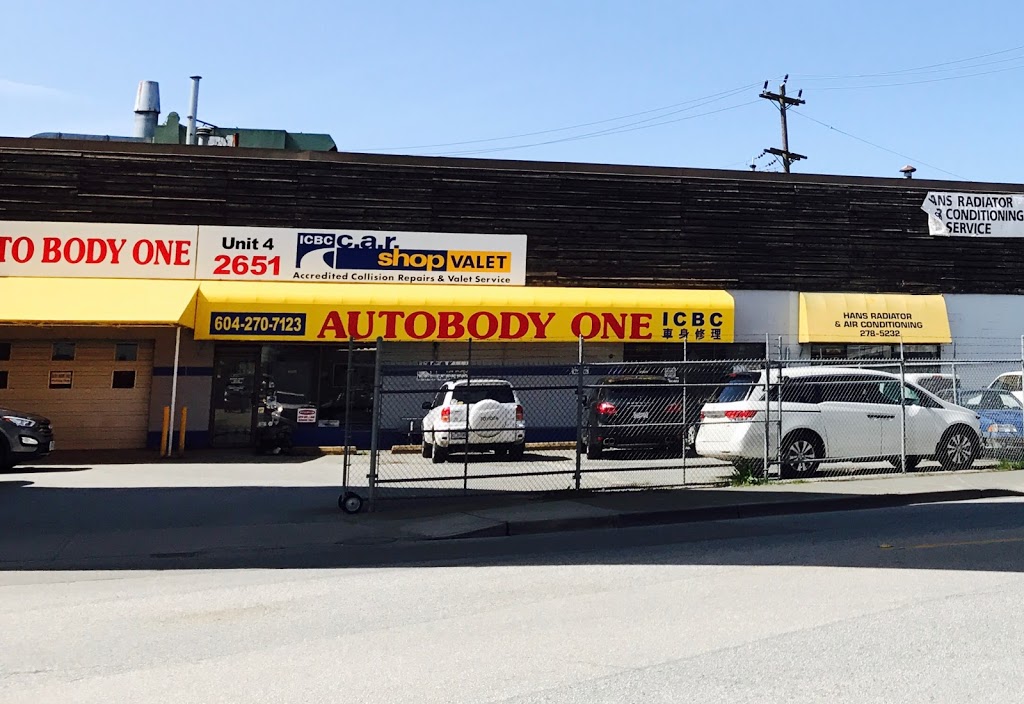 TO BODY ONE
Unit 4
2651
ICBC c.a.r.
shop VALET
Accredited Collision Repairs & Valet Service
604-270-7123
AUTOBODY ONE
ICBC
車身修理
ANS RADIATOR
& CONDITIONING
SERVICE
HANS RADIATOR
& AIR CONDITIONING
278-5232